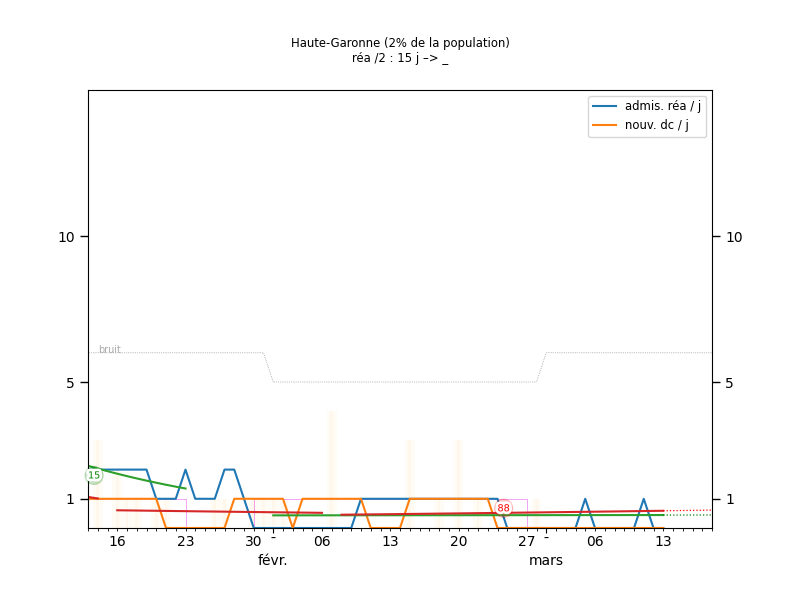 Haute-Garonne (2% de la population)
réa /2 : 15 j –> _
admis. réa / j
nouv. dc / j
10 10
bruit
5 5
15
88
1 1
16 23 30 - 06 13 20 27 - 06 13
févr. mars